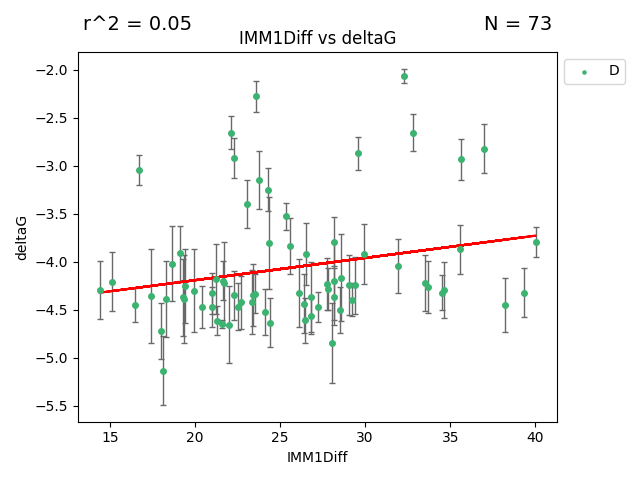 r^2 = 0.05
N = 73
IMM1Diff vs deltaG
D
−2.0
−2.5
−3.0
−3.5
−4.0
−4.5
−5.0
−5.5
deltaG
15 20 25 30 35 40
IMM1Diff